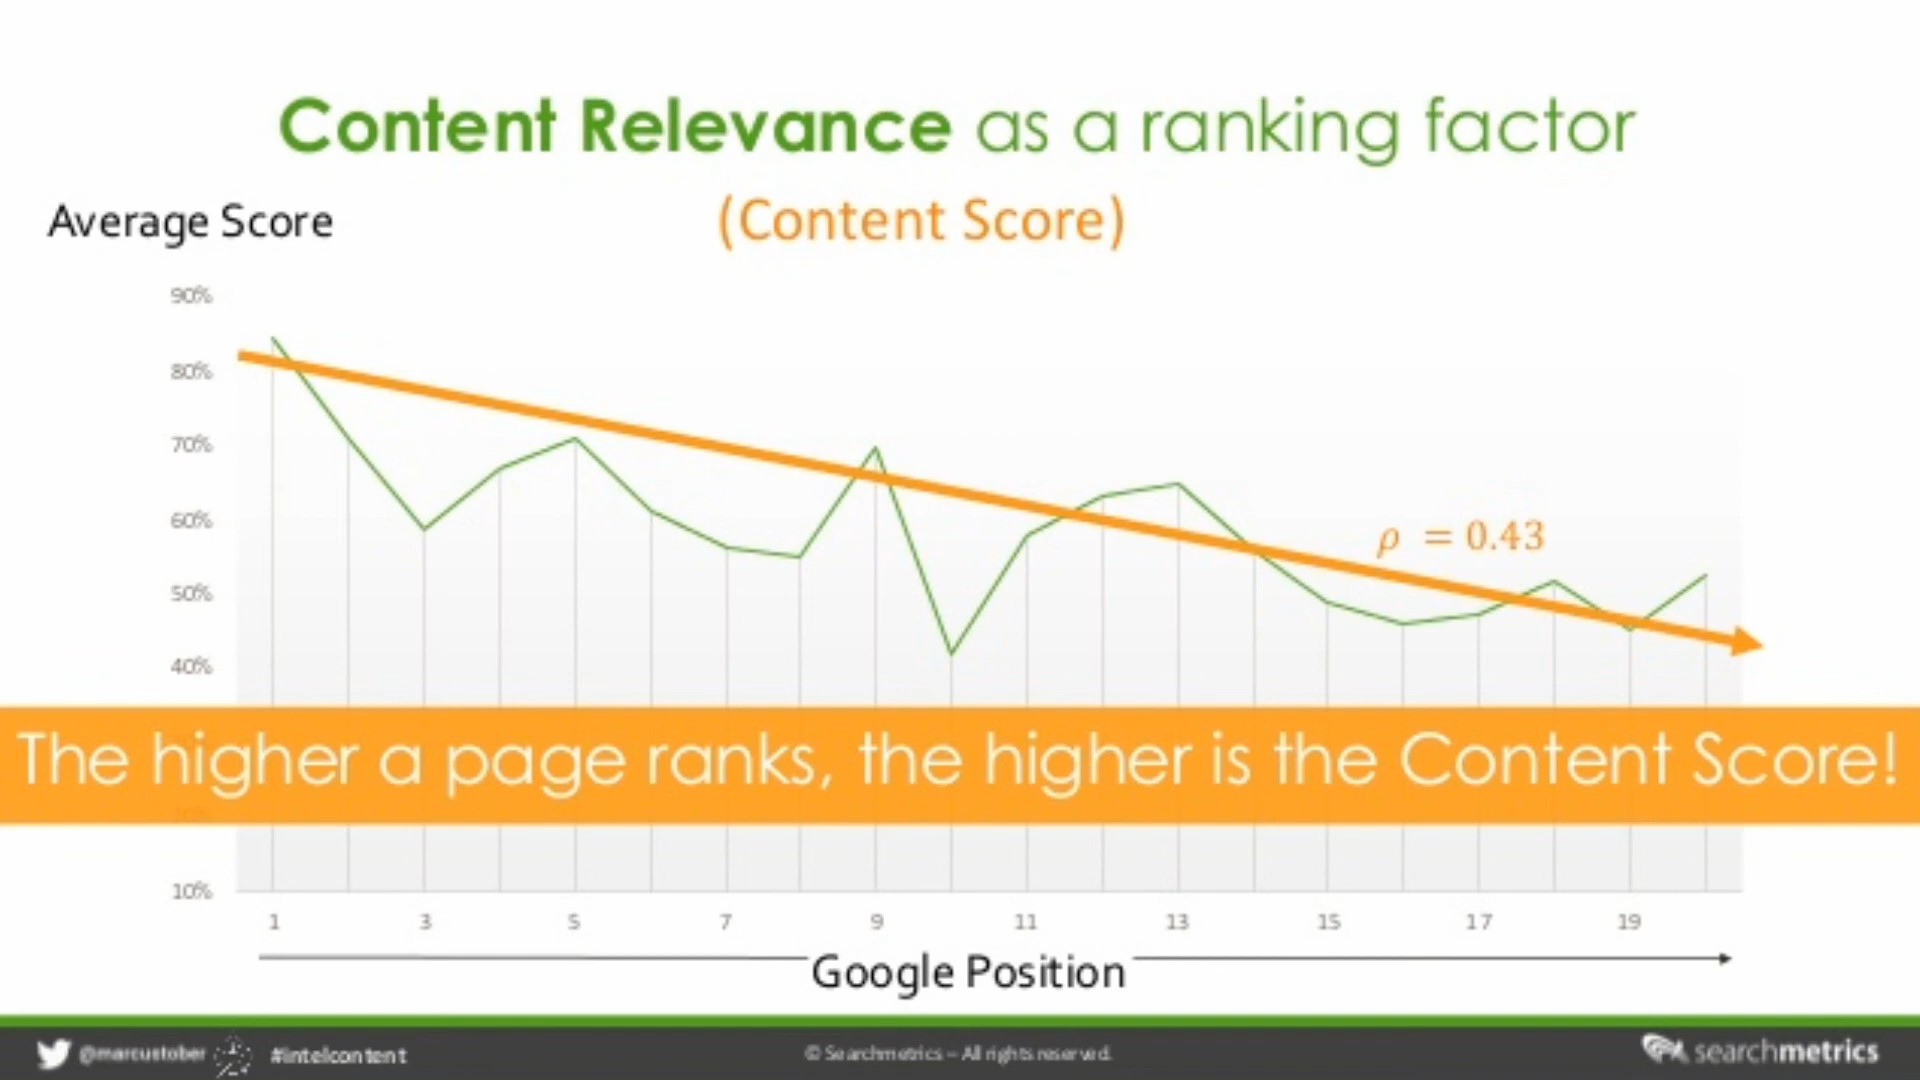 Content Relevance as a ranking factor
(Content Score)
Average Score
90%
80%
70%
60%
50%
40%
10%
ρ = 0.43
The higher a page ranks, the higher is the Content Score!
1 3 5 7 9 11 13 15 17 19
Google Position
@marcustober #intelcontent
© Searchmetrics – All rights reserved.
searchmetrics